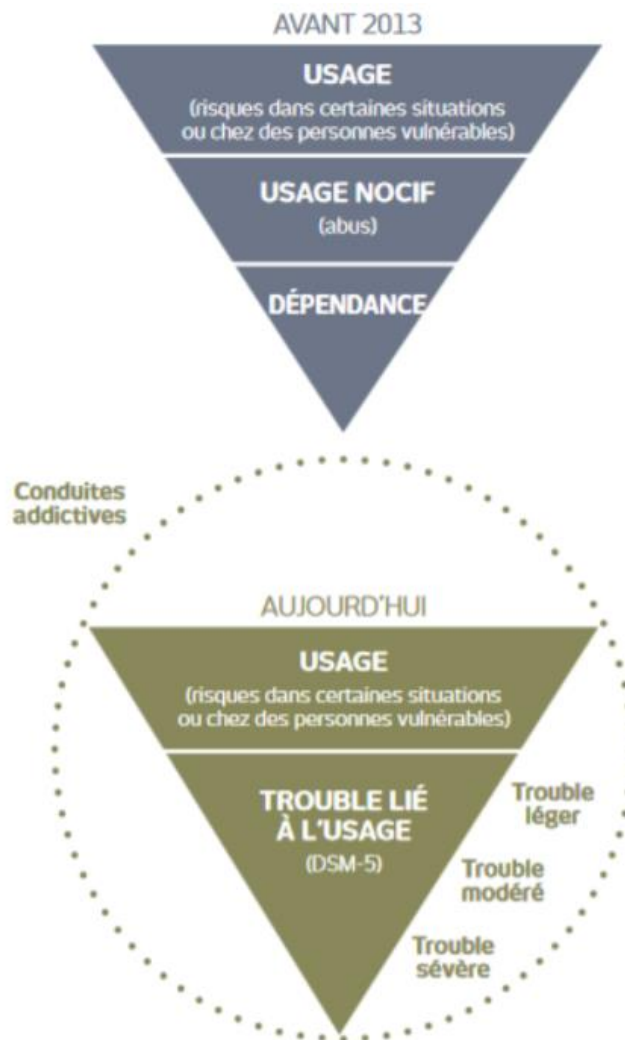 AVANT 2013
USAGE
(risques dans certaines situations
ou chez des personnes vulnérables)
USAGE NOCIF
(abus)
DÉPENDANCE
Conduites
addictives
AUJOURD'HUI
USAGE
(risques dans certaines situations
ou chez des personnes vulnérables)
TROUBLE LIÉ
À L'USAGE
(DSM-5)
Trouble
léger
Trouble
modéré
Trouble
sévère